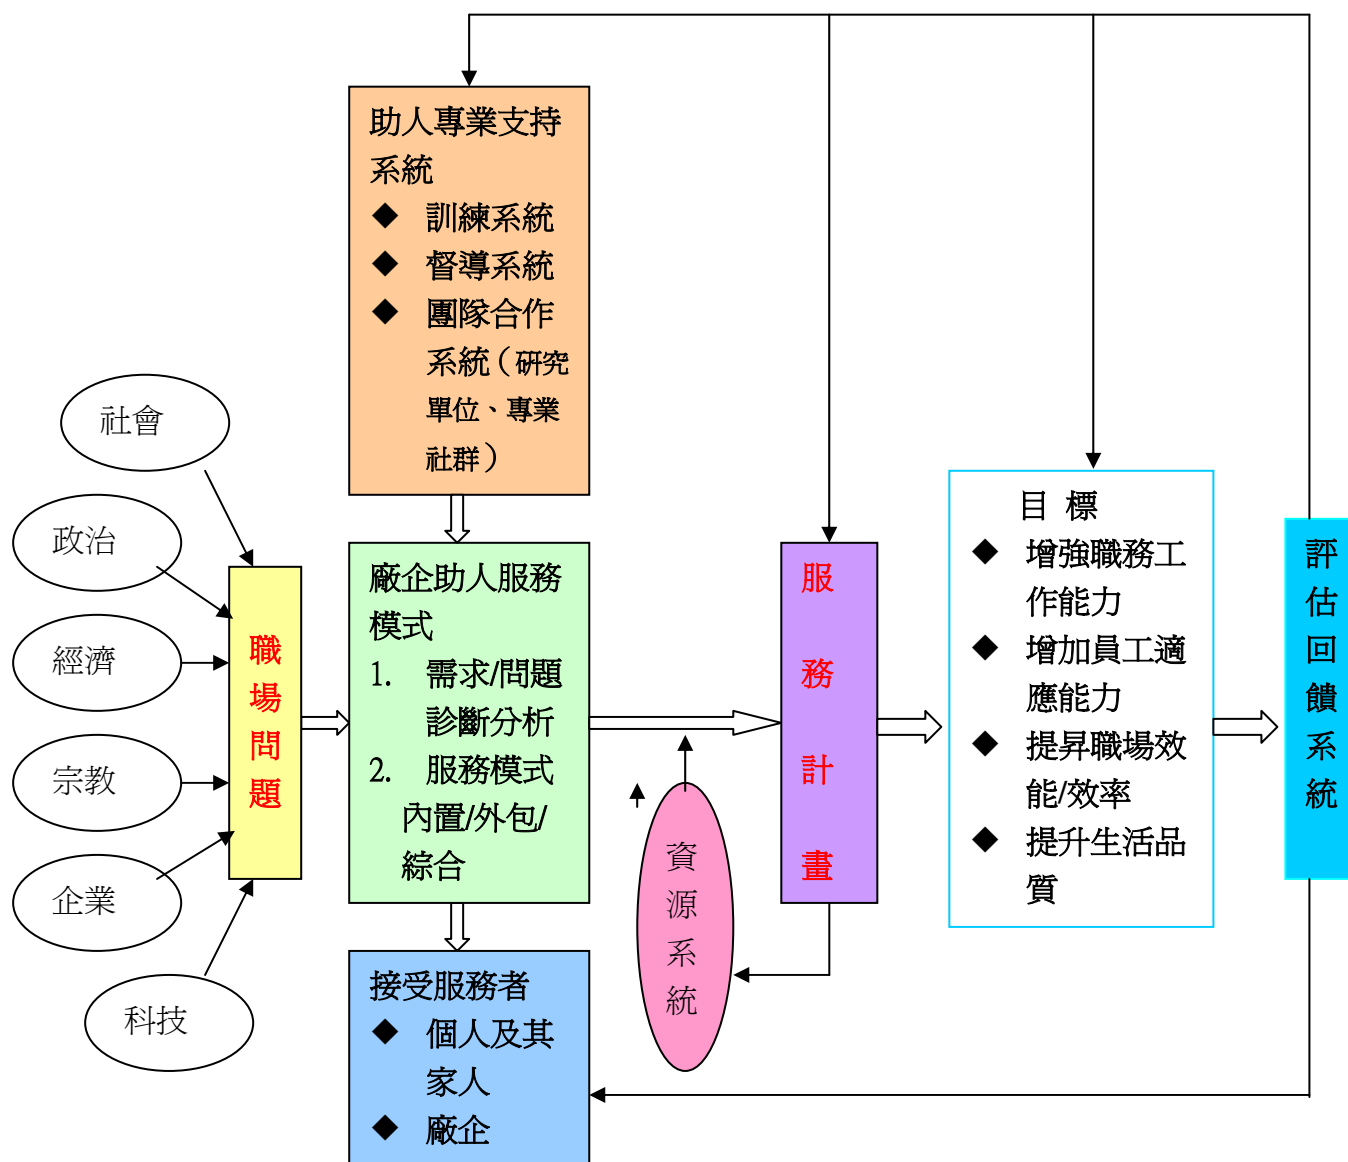 助人專業支持
系統
◆ 訓練系統
◆ 督導系統
◆ 團隊合作
系統（研究
單位、專業
社群）
社會
政治
經濟
宗教
企業
科技
職
場
問
題
廠企助人服務
模式
1. 需求/問題
診斷分析
2. 服務模式
內置/外包/
綜合
接受服務者
◆ 個人及其
家人
◆ 廠企
資
源
系
統
服
務
計
畫
目 標
◆ 增強職務工
作能力
◆ 增加員工適
應能力
◆ 提昇職場效
能/效率
◆ 提升生活品
質
評
估
回
饋
系
統